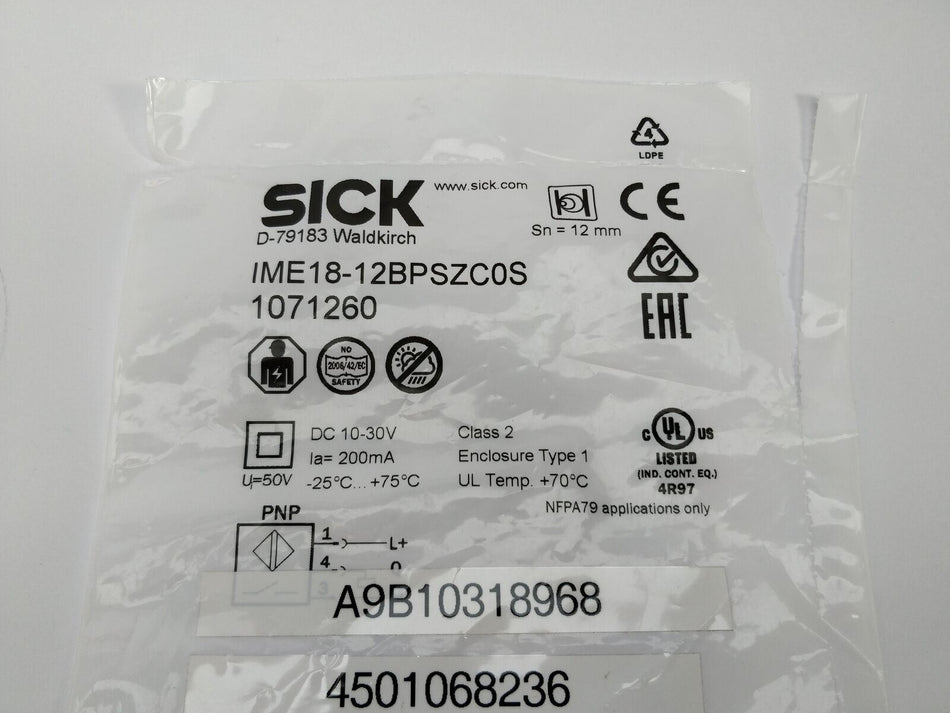 4
LDPE
SICK www.sick.com
CE
D-79183 Waldkirch
Sn = 12 mm
IME18-12BPSZC0S
1071260
EAC
NO
2006/42/EC
SAFETY
DC 10-30V
Class 2
C UL US
Ia= 200mA
Enclosure Type 1
LISTED
(IND. CONT. EQ.)
Ui=50V
-25°C... +75°C
UL Temp. +70°C
4R97
NFPA79 applications only
PNP
1
L+
4
Q
3
A9B10318968
4501068236